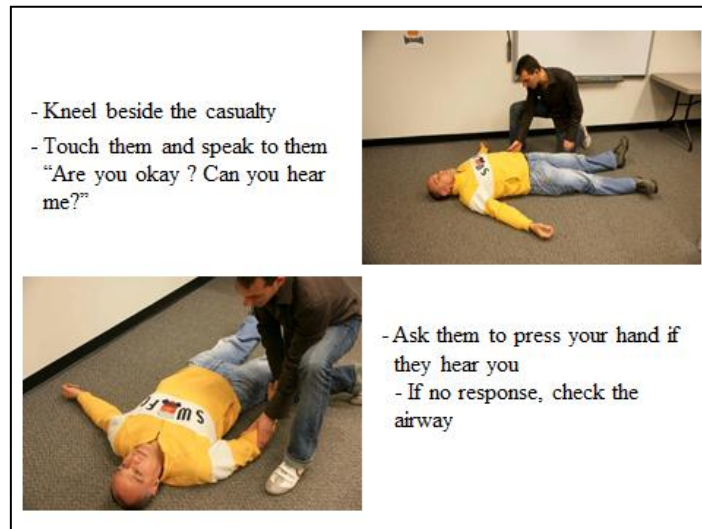 - Kneel beside the casualty
- Touch them and speak to them
“Are you okay ? Can you hear
me?”
- Ask them to press your hand if
they hear you
- If no response, check the
airway